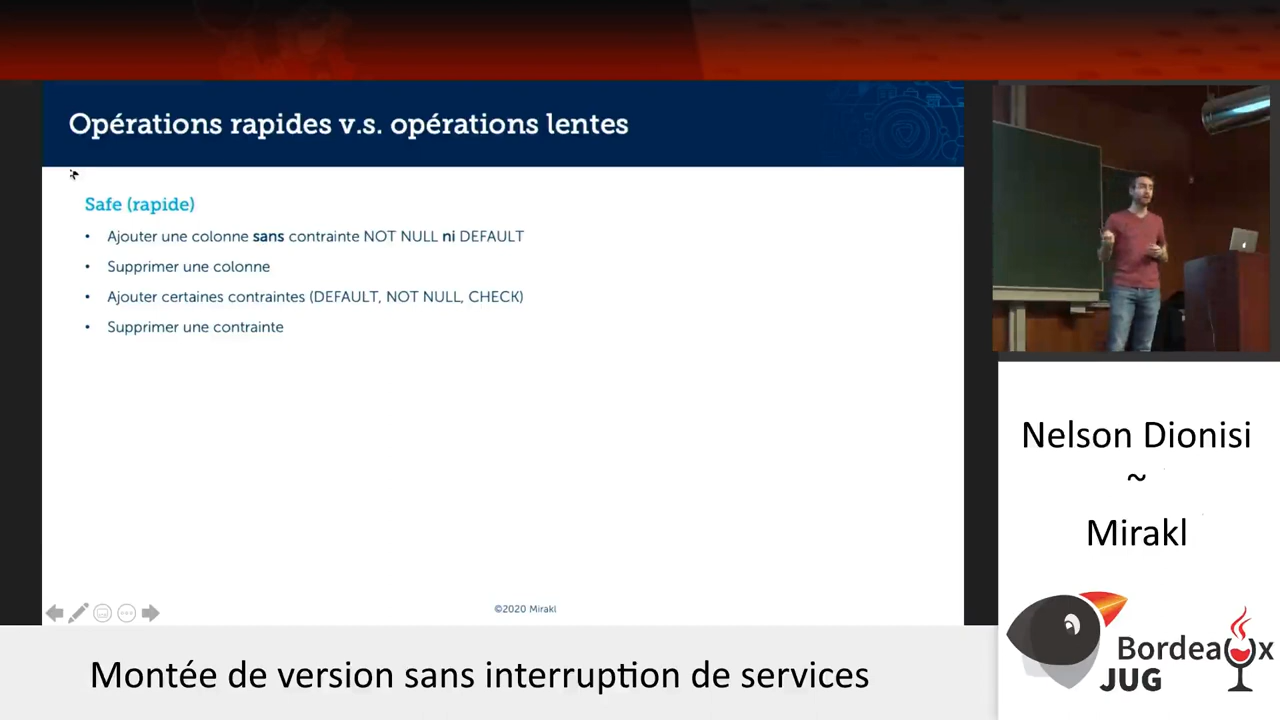 Opérations rapides v.s. opérations lentes
Safe (rapide)
• Ajouter une colonne sans contrainte NOT NULL ni DEFAULT
• Supprimer une colonne
• Ajouter certaines contraintes (DEFAULT, NOT NULL, CHECK)
• Supprimer une contrainte
©2020 Mirakl
Nelson Dionisi
~
Mirakl
Bordeaux
JUG
Montée de version sans interruption de services